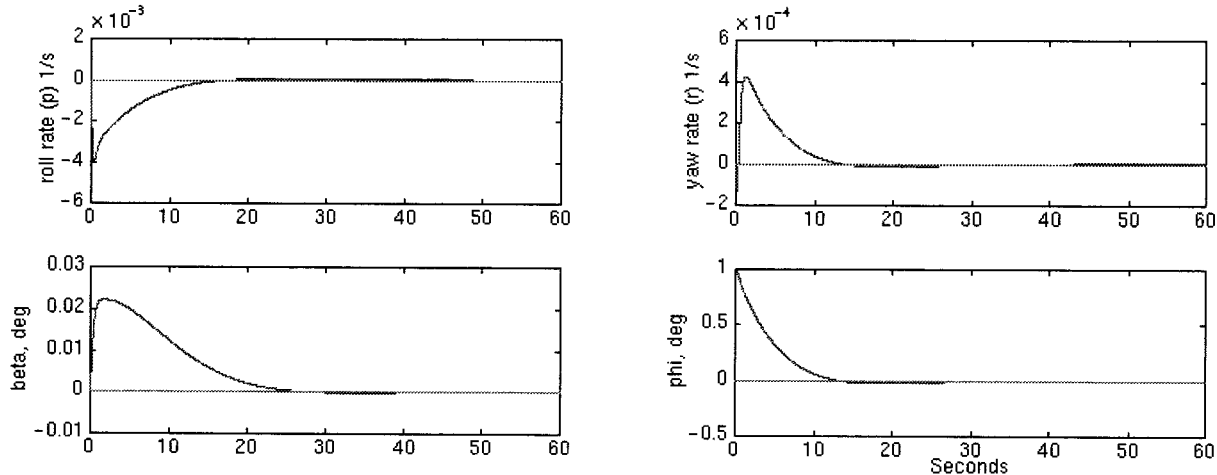 × 10⁻³
2
0
−2
−4
−6
roll rate (p) 1/s
0 10 20 30 40 50 60
× 10⁻⁴
6
4
2
0
−2
yaw rate (r) 1/s
0 10 20 30 40 50 60
0.03
0.02
0.01
0
−0.01
beta, deg
0 10 20 30 40 50 60
1
0.5
0
−0.5
phi, deg
0 10 20 30 40 50 60
Seconds